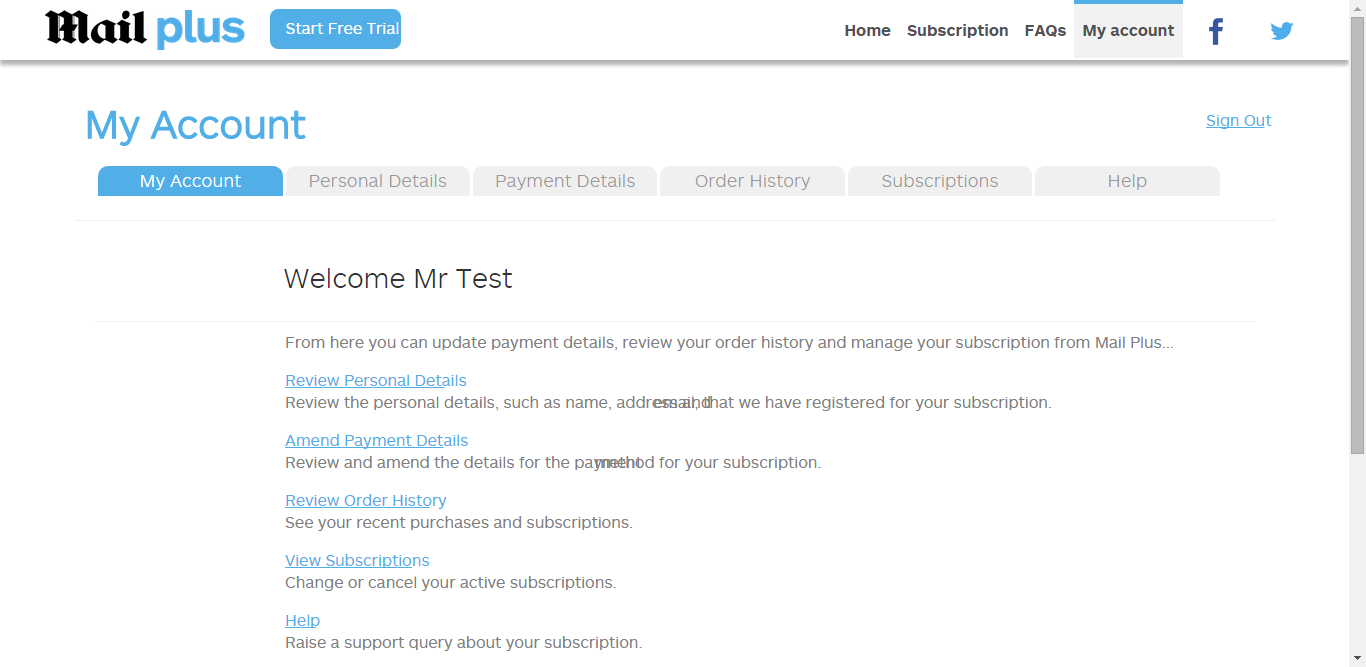 Mail plus
Start Free Trial
Home Subscription FAQs My account
My Account
Sign Out
My Account Personal Details Payment Details Order History Subscriptions Help
Welcome Mr Test
From here you can update payment details, review your order history and manage your subscription from Mail Plus...
Review Personal Details
Review the personal details, such as name, address and email, that we have registered for your subscription.
Amend Payment Details
Review and amend the details for the payment method for your subscription.
Review Order History
See your recent purchases and subscriptions.
View Subscriptions
Change or cancel your active subscriptions.
Help
Raise a support query about your subscription.